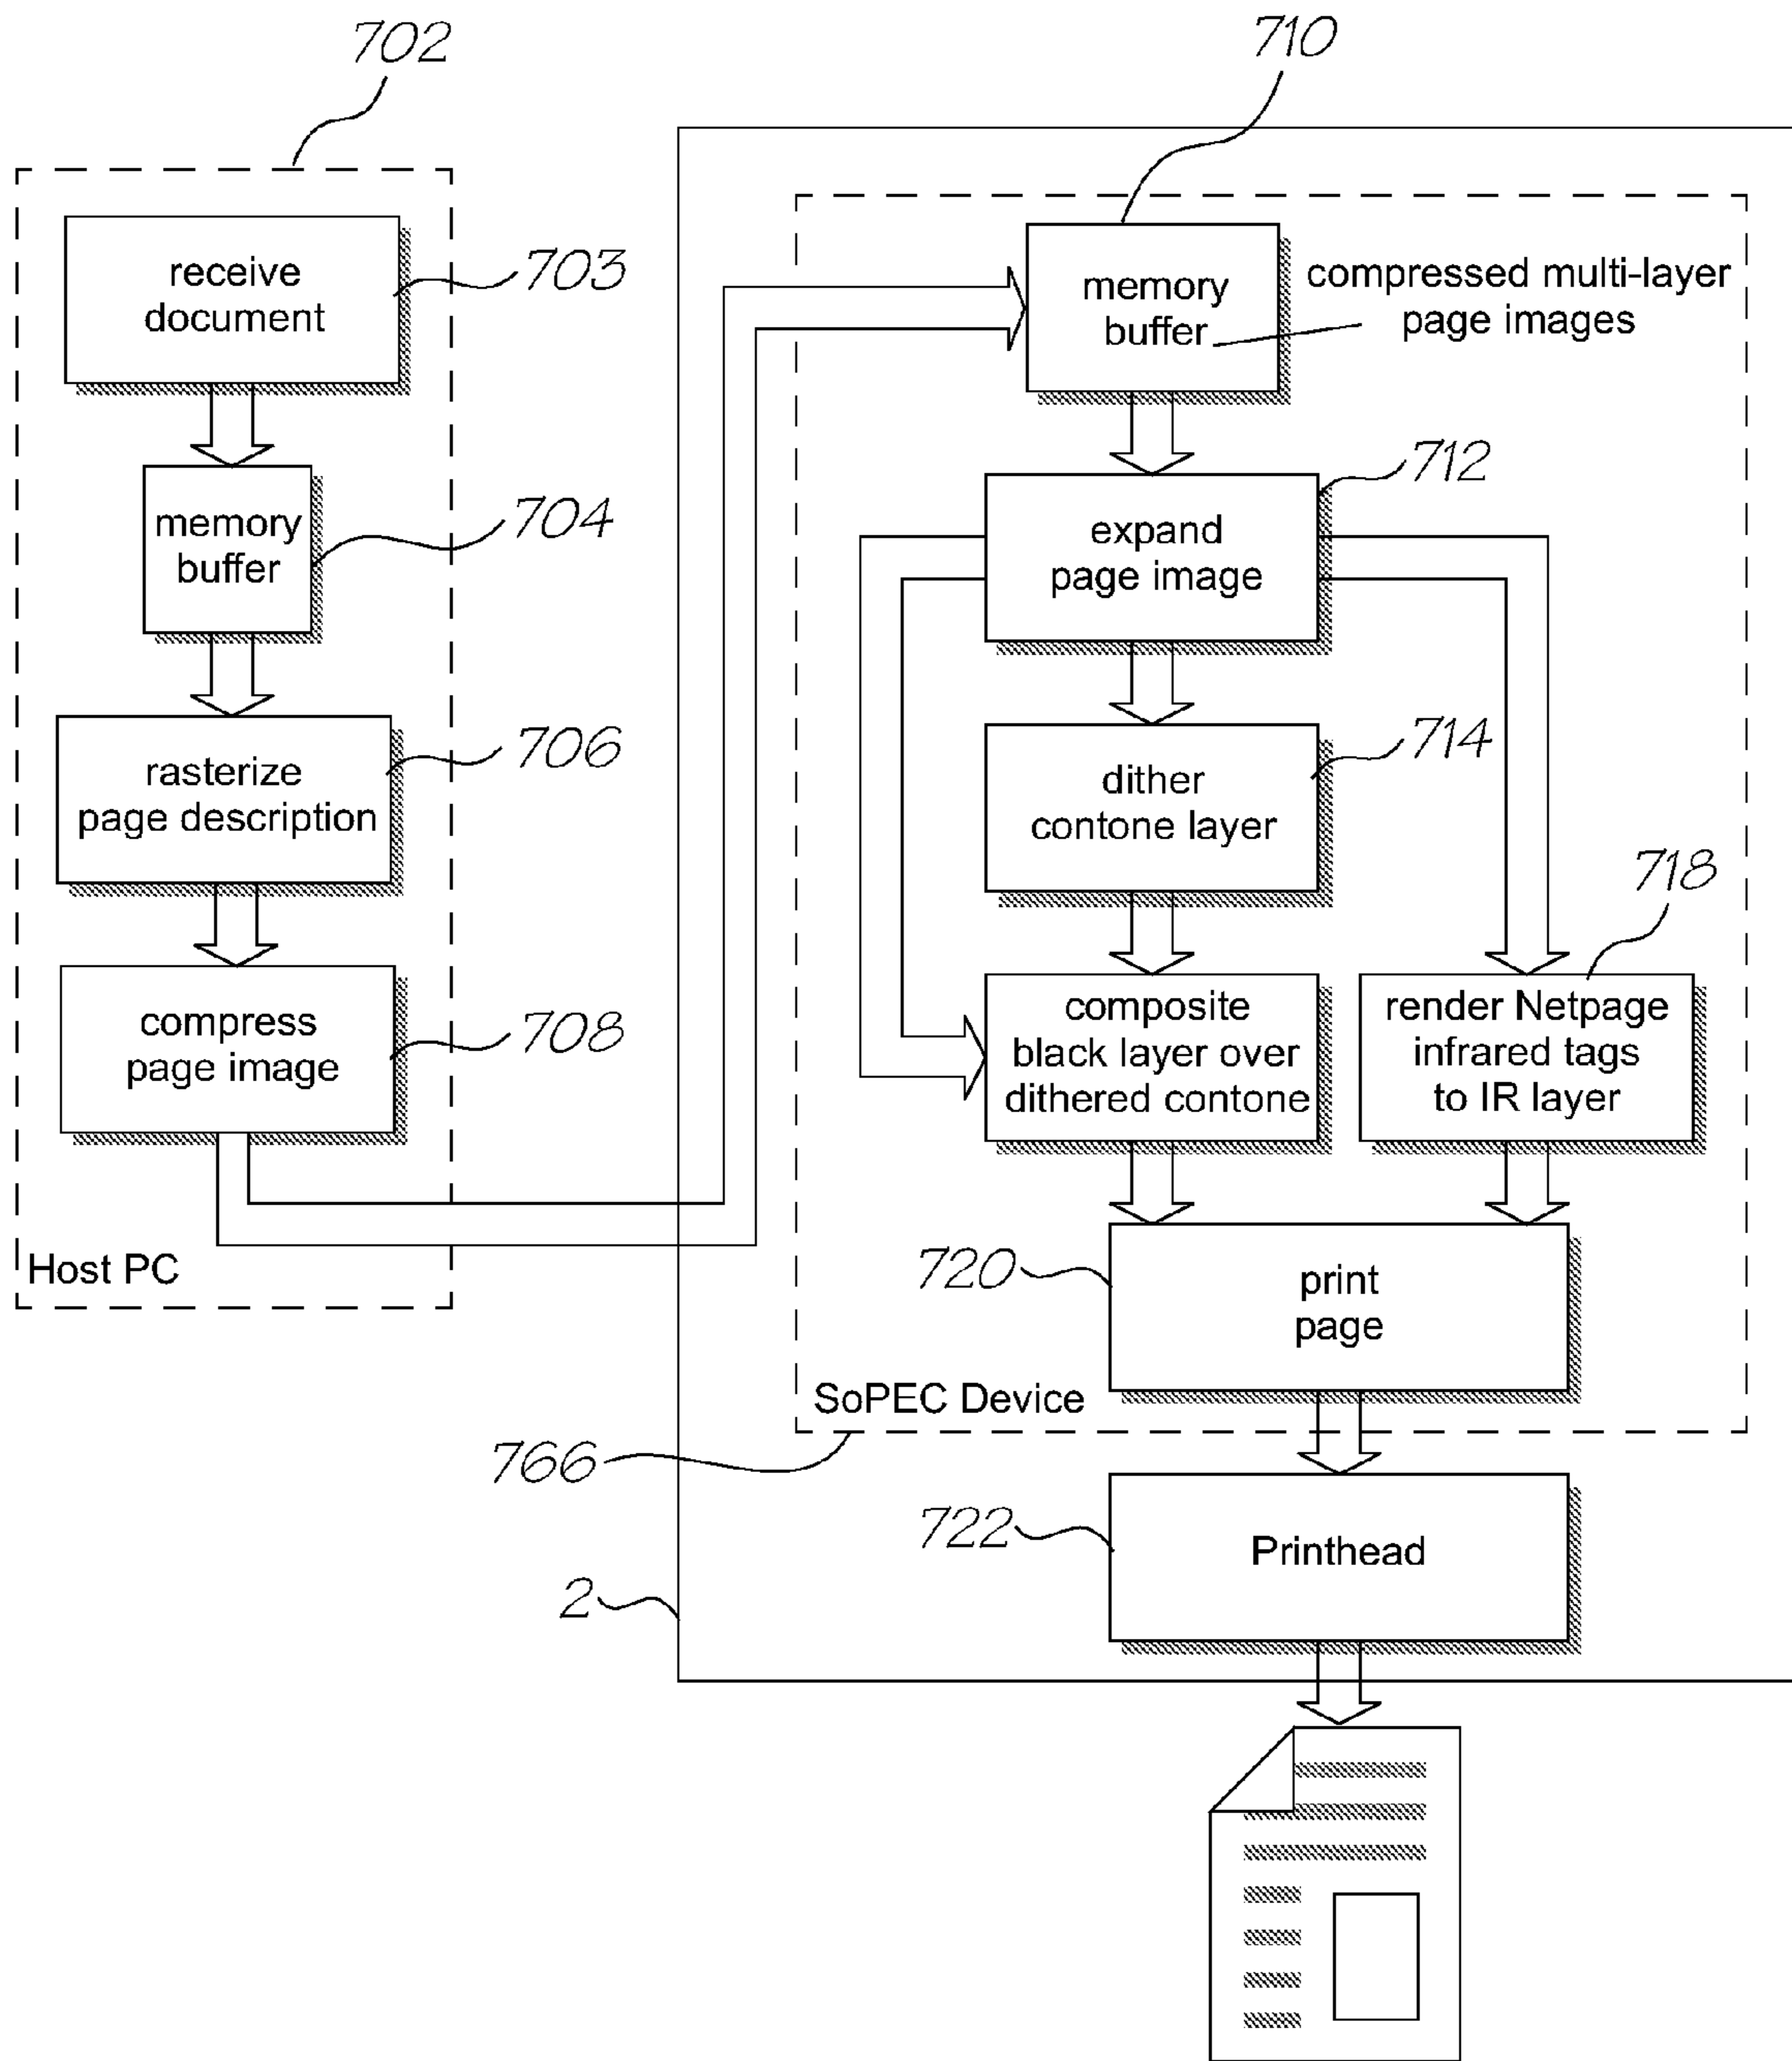 702
710
receive
document
703
memory
buffer
compressed multi-layer
page images
memory
buffer
704
expand
page image
712
rasterize
page description
706
dither
contone layer
714
718
compress
page image
708
composite
black layer over
dithered contone
render Netpage
infrared tags
to IR layer
Host PC
720
print
page
SoPEC Device
766
722
Printhead
2